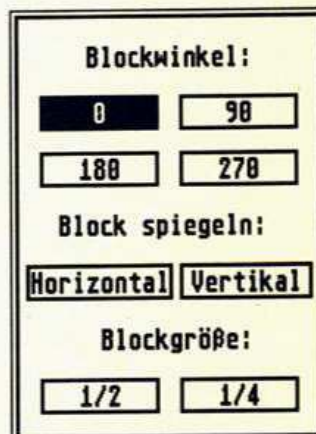 Blockwinkel:
0 90
180 270
Block spiegeln:
Horizontal Vertikal
Blockgröße:
1/2 1/4